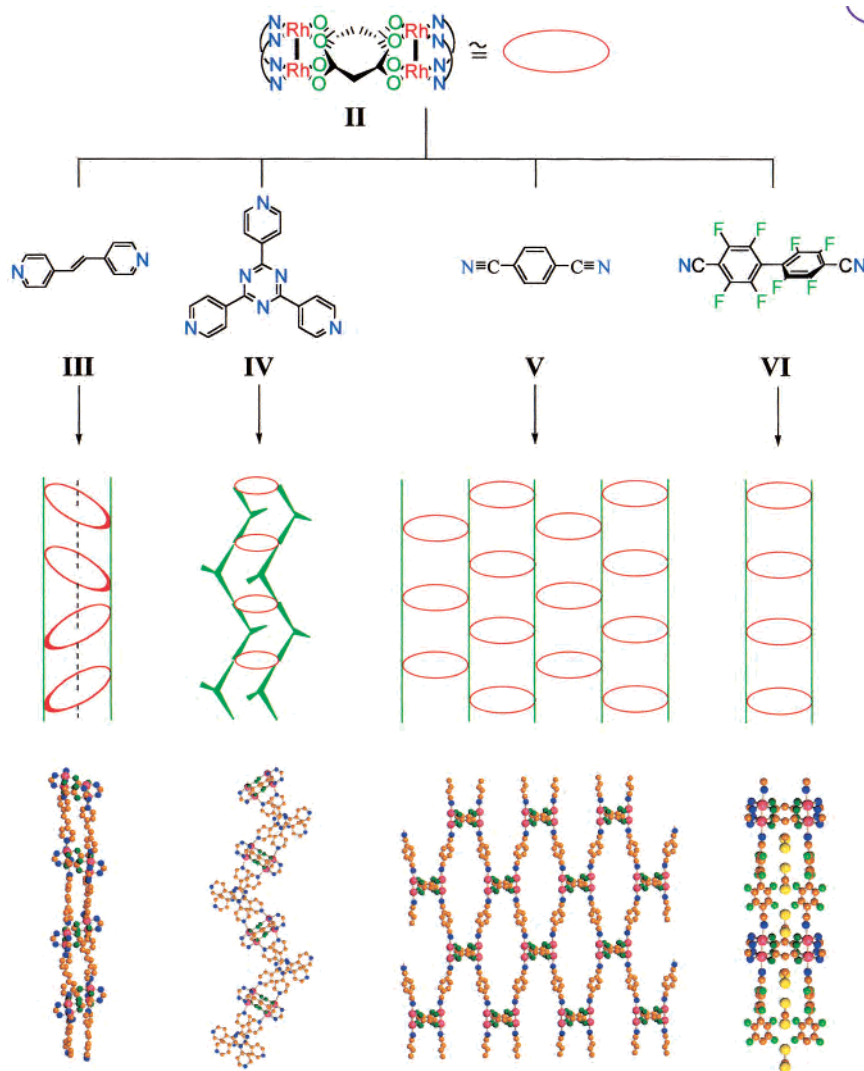 N Rh O O Rh N
N O O N
N O O N
N Rh O O Rh N
≅
II
N N
N
N N
N
N N
N≡C C≡N
F F F F
NC CN
F F F F
III IV V VI